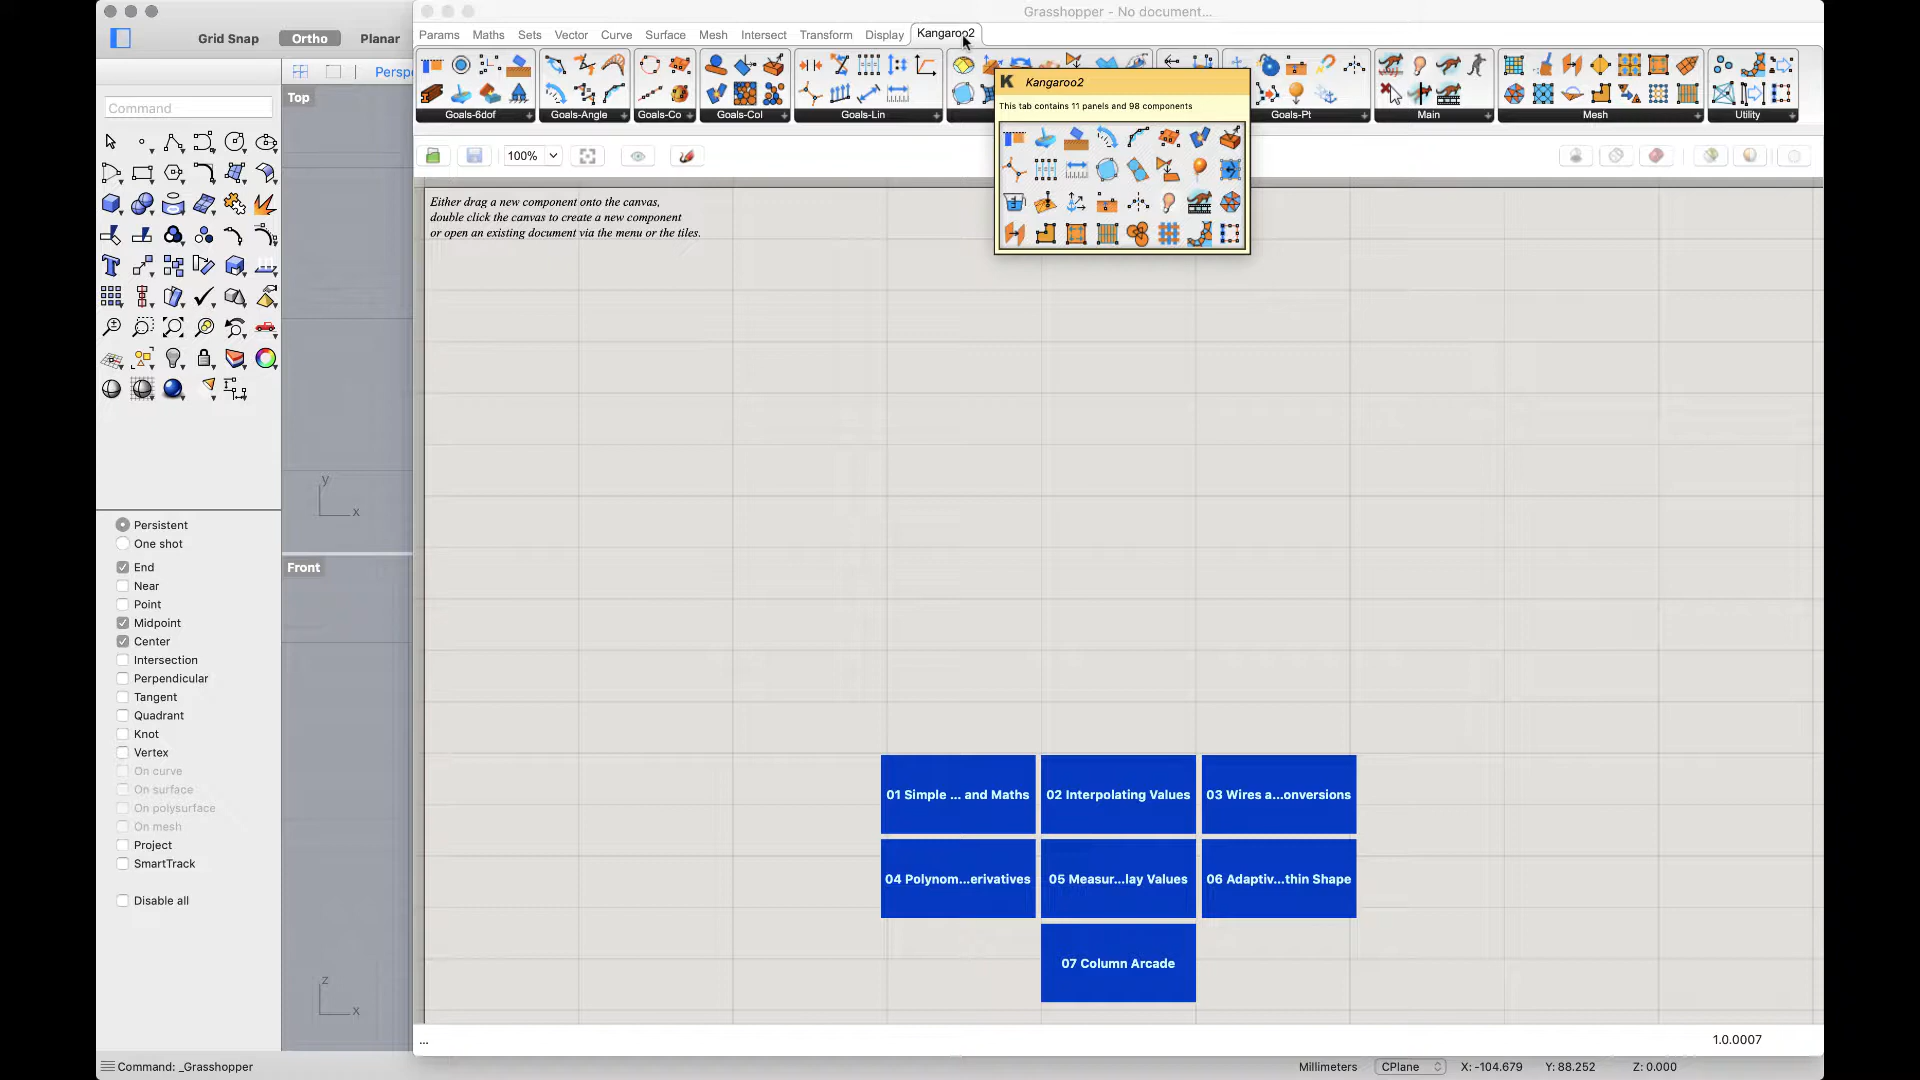 Grasshopper - No document...
Grid Snap
Ortho
Planar
Params
Maths
Sets
Vector
Curve
Surface
Mesh
Intersect
Transform
Display
Kangaroo2
Persp
Top
Command
Goals-6dof
Goals-Angle
Goals-Co
Goals-Col
Goals-Lin
Goals-Pt
Main
Mesh
Utility
K Kangaroo2
This tab contains 11 panels and 98 components
100%
Either drag a new component onto the canvas,
double click the canvas to create a new component
or open an existing document via the menu or the tiles.
y
x
Persistent
One shot
Front
End
Near
Point
Midpoint
Center
Intersection
Perpendicular
Tangent
Quadrant
Knot
Vertex
On curve
On surface
On polysurface
On mesh
Project
SmartTrack
Disable all
01 Simple ... and Maths
02 Interpolating Values
03 Wires a...onversions
04 Polynom...erivatives
05 Measur...lay Values
06 Adaptiv...thin Shape
07 Column Arcade
z
x
...
1.0.0007
Command: _Grasshopper
Millimeters
CPlane
X: -104.679
Y: 88.252
Z: 0.000